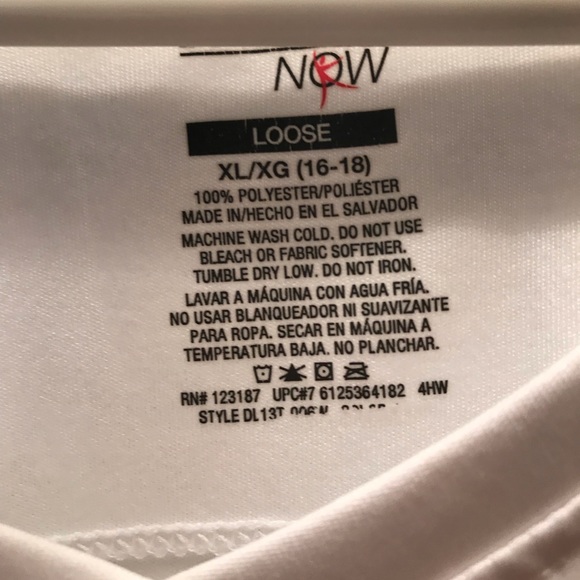 NOW
LOOSE
XL/XG (16-18)
100% POLYESTER/POLIÉSTER
MADE IN/HECHO EN EL SALVADOR
MACHINE WASH COLD. DO NOT USE
BLEACH OR FABRIC SOFTENER.
TUMBLE DRY LOW. DO NOT IRON.
LAVAR A MÁQUINA CON AGUA FRÍA.
NO USAR BLANQUEADOR NI SUAVIZANTE
PARA ROPA. SECAR EN MÁQUINA A
TEMPERATURA BAJA. NO PLANCHAR.
RN# 123187 UPC#7 6125364182 4HW
STYLE DL13T